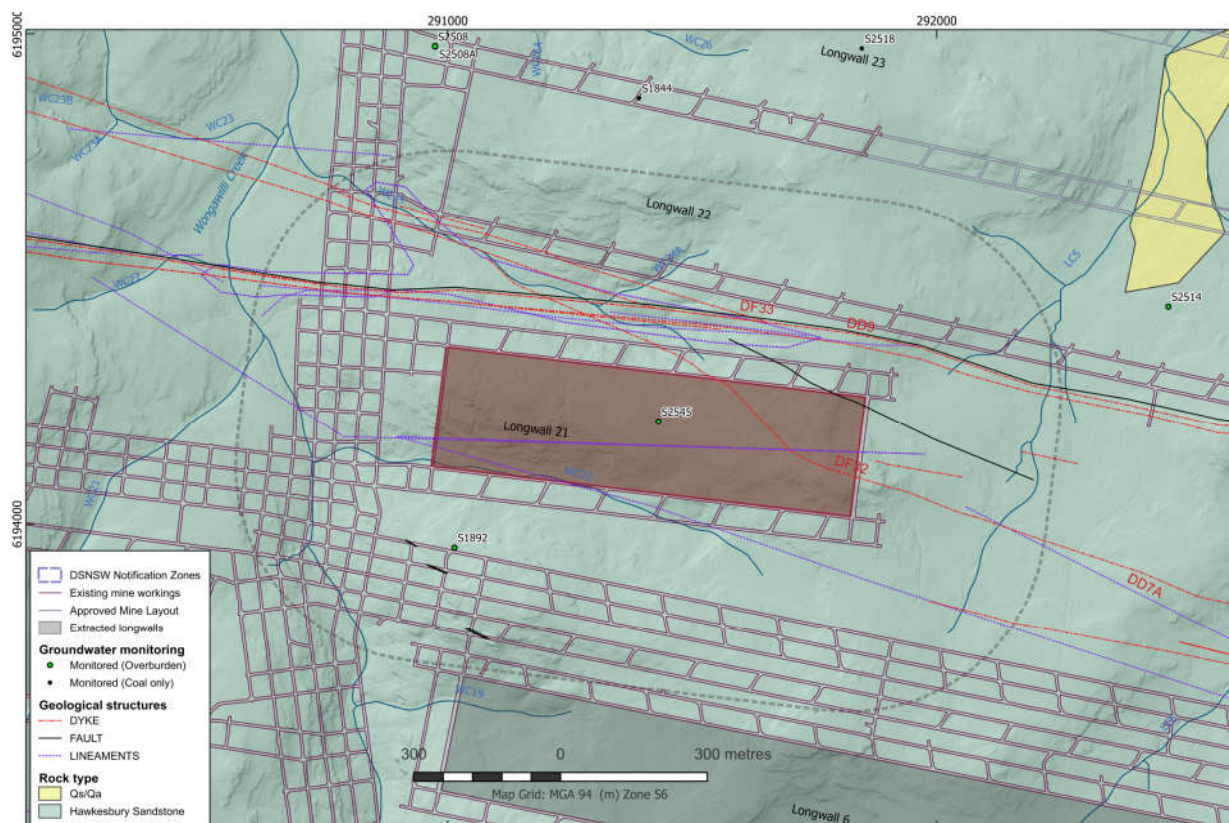 291000
292000
6195000
S2508
S2508A
WC26
S2518
Longwall 23
S1844
WC23B
WC23
WC23A
Wongawilli Creek
Longwall 22
LC5
WC22
S2514
DF33
DD9
S2545
Longwall 21
DF12
WC21
6194000
S1892
DD7A
WC19
DSNSW Notification Zones
Existing mine workings
Approved Mine Layout
Extracted longwalls
Groundwater monitoring
Monitored (Overburden)
Monitored (Coal only)
Geological structures
DYKE
FAULT
LINEAMENTS
Rock type
Qs/Qa
Hawkesbury Sandstone
300 0 300 metres
Map Grid: MGA 94 (m) Zone 56
Longwall 6